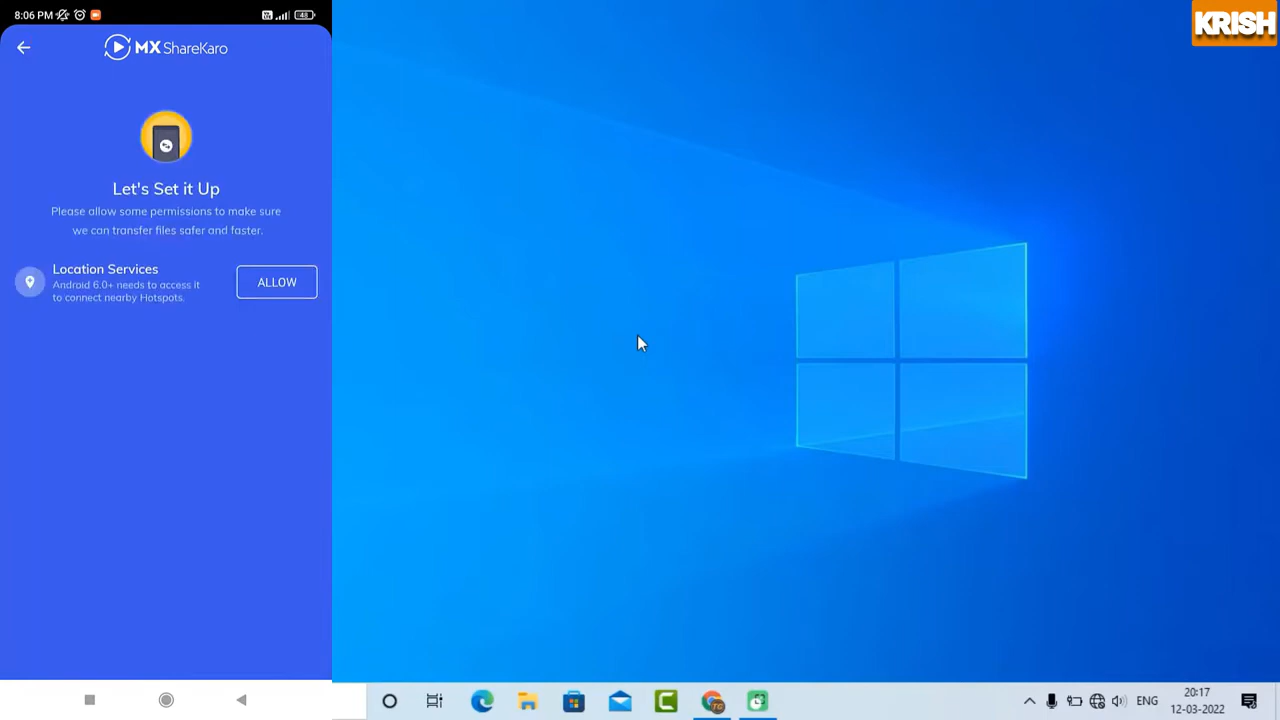 8:06 PM
48
MX ShareKaro
Let's Set it Up
Please allow some permissions to make sure
we can transfer files safer and faster.
Location Services
Android 6.0+ needs to access it
to connect nearby Hotspots.
ALLOW
KRISH
TG
ENG
20:17
12-03-2022